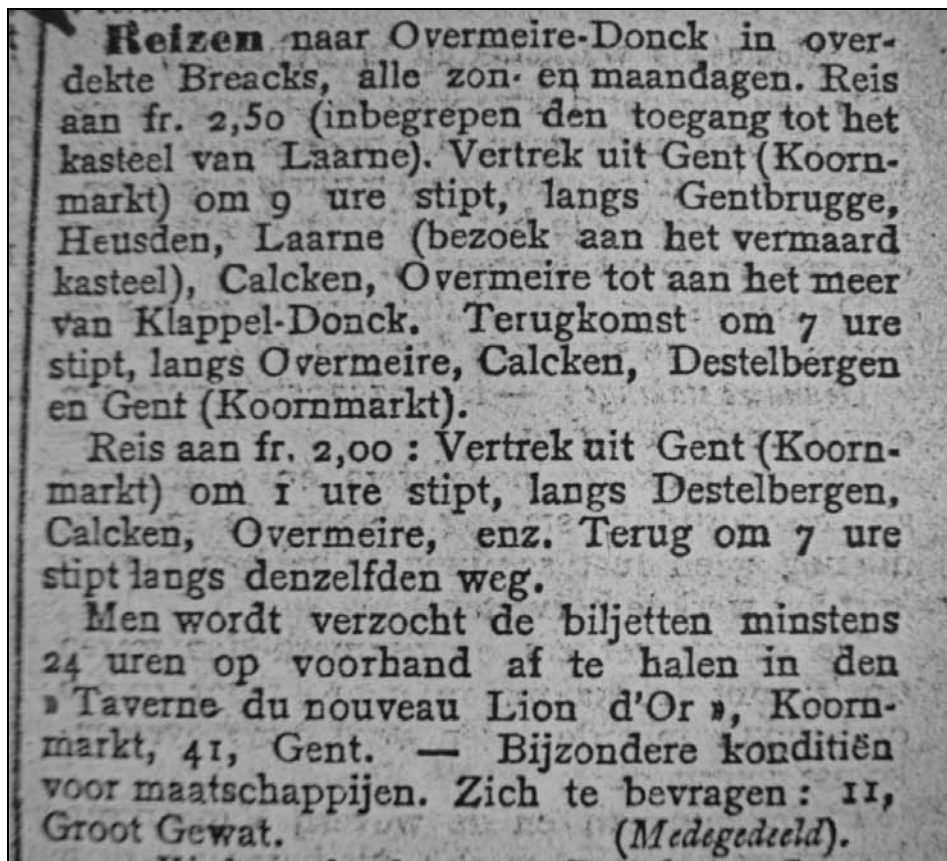 Reizen naar Overmeire-Donck in over-
dekte Breacks, alle zon- en maandagen. Reis
aan fr. 2,50 (inbegrepen den toegang tot het
kasteel van Laarne). Vertrek uit Gent (Koorn-
markt) om 9 ure stipt, langs Gentbrugge,
Heusden, Laarne (bezoek aan het vermaard
kasteel), Calcken, Overmeire tot aan het meer
van Klappel-Donck. Terugkomst om 7 ure
stipt, langs Overmeire, Calcken, Destelbergen
en Gent (Koornmarkt).
Reis aan fr. 2,00 : Vertrek uit Gent (Koorn-
markt) om 1 ure stipt, langs Destelbergen,
Calcken, Overmeire, enz. Terug om 7 ure
stipt langs denzelfden weg.
Men wordt verzocht de biljetten minstens
24 uren op voorhand af te halen in den
» Taverne du nouveau Lion d'Or », Koorn-
markt, 41, Gent. — Bijzondere konditiën
voor maatschappijen. Zich te bevragen : 11,
Groot Gewat. (Medegedeeld).